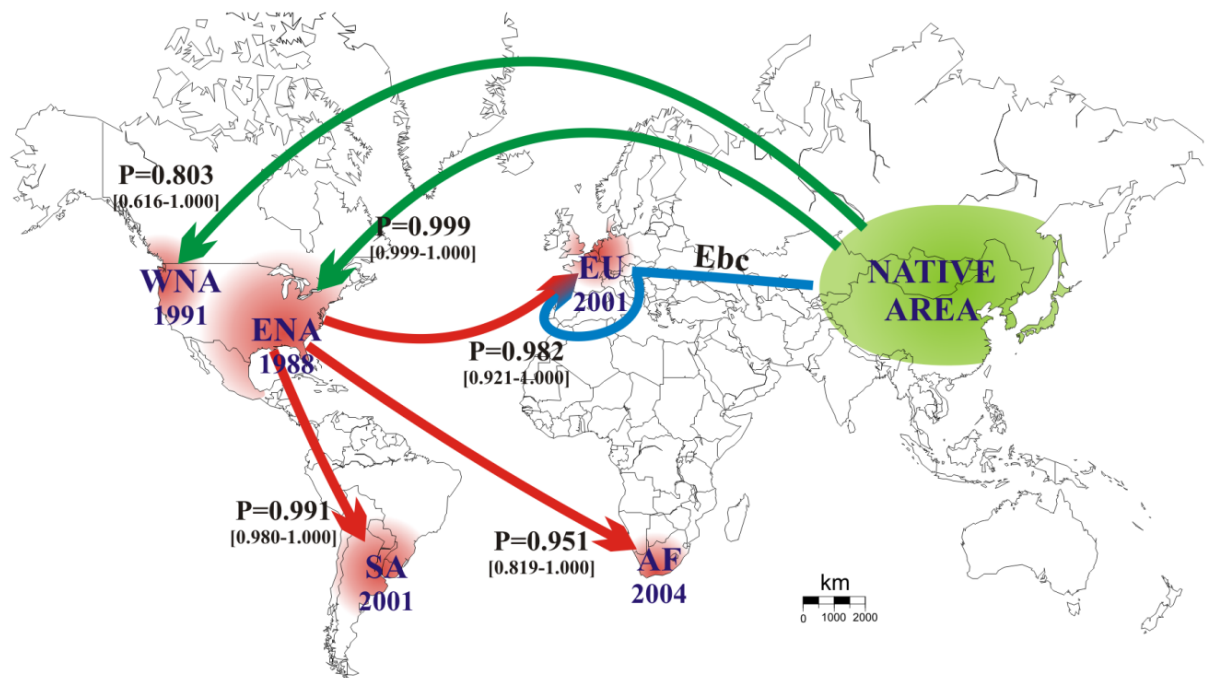 P=0.803
[0.616-1.000]
P=0.999
[0.999-1.000]
WNA
1991
ENA
1988
EU
2001
Ebc
NATIVE
AREA
P=0.982
[0.921-1.000]
P=0.991
[0.980-1.000]
SA
2001
P=0.951
[0.819-1.000]
AF
2004
km
0 1000 2000